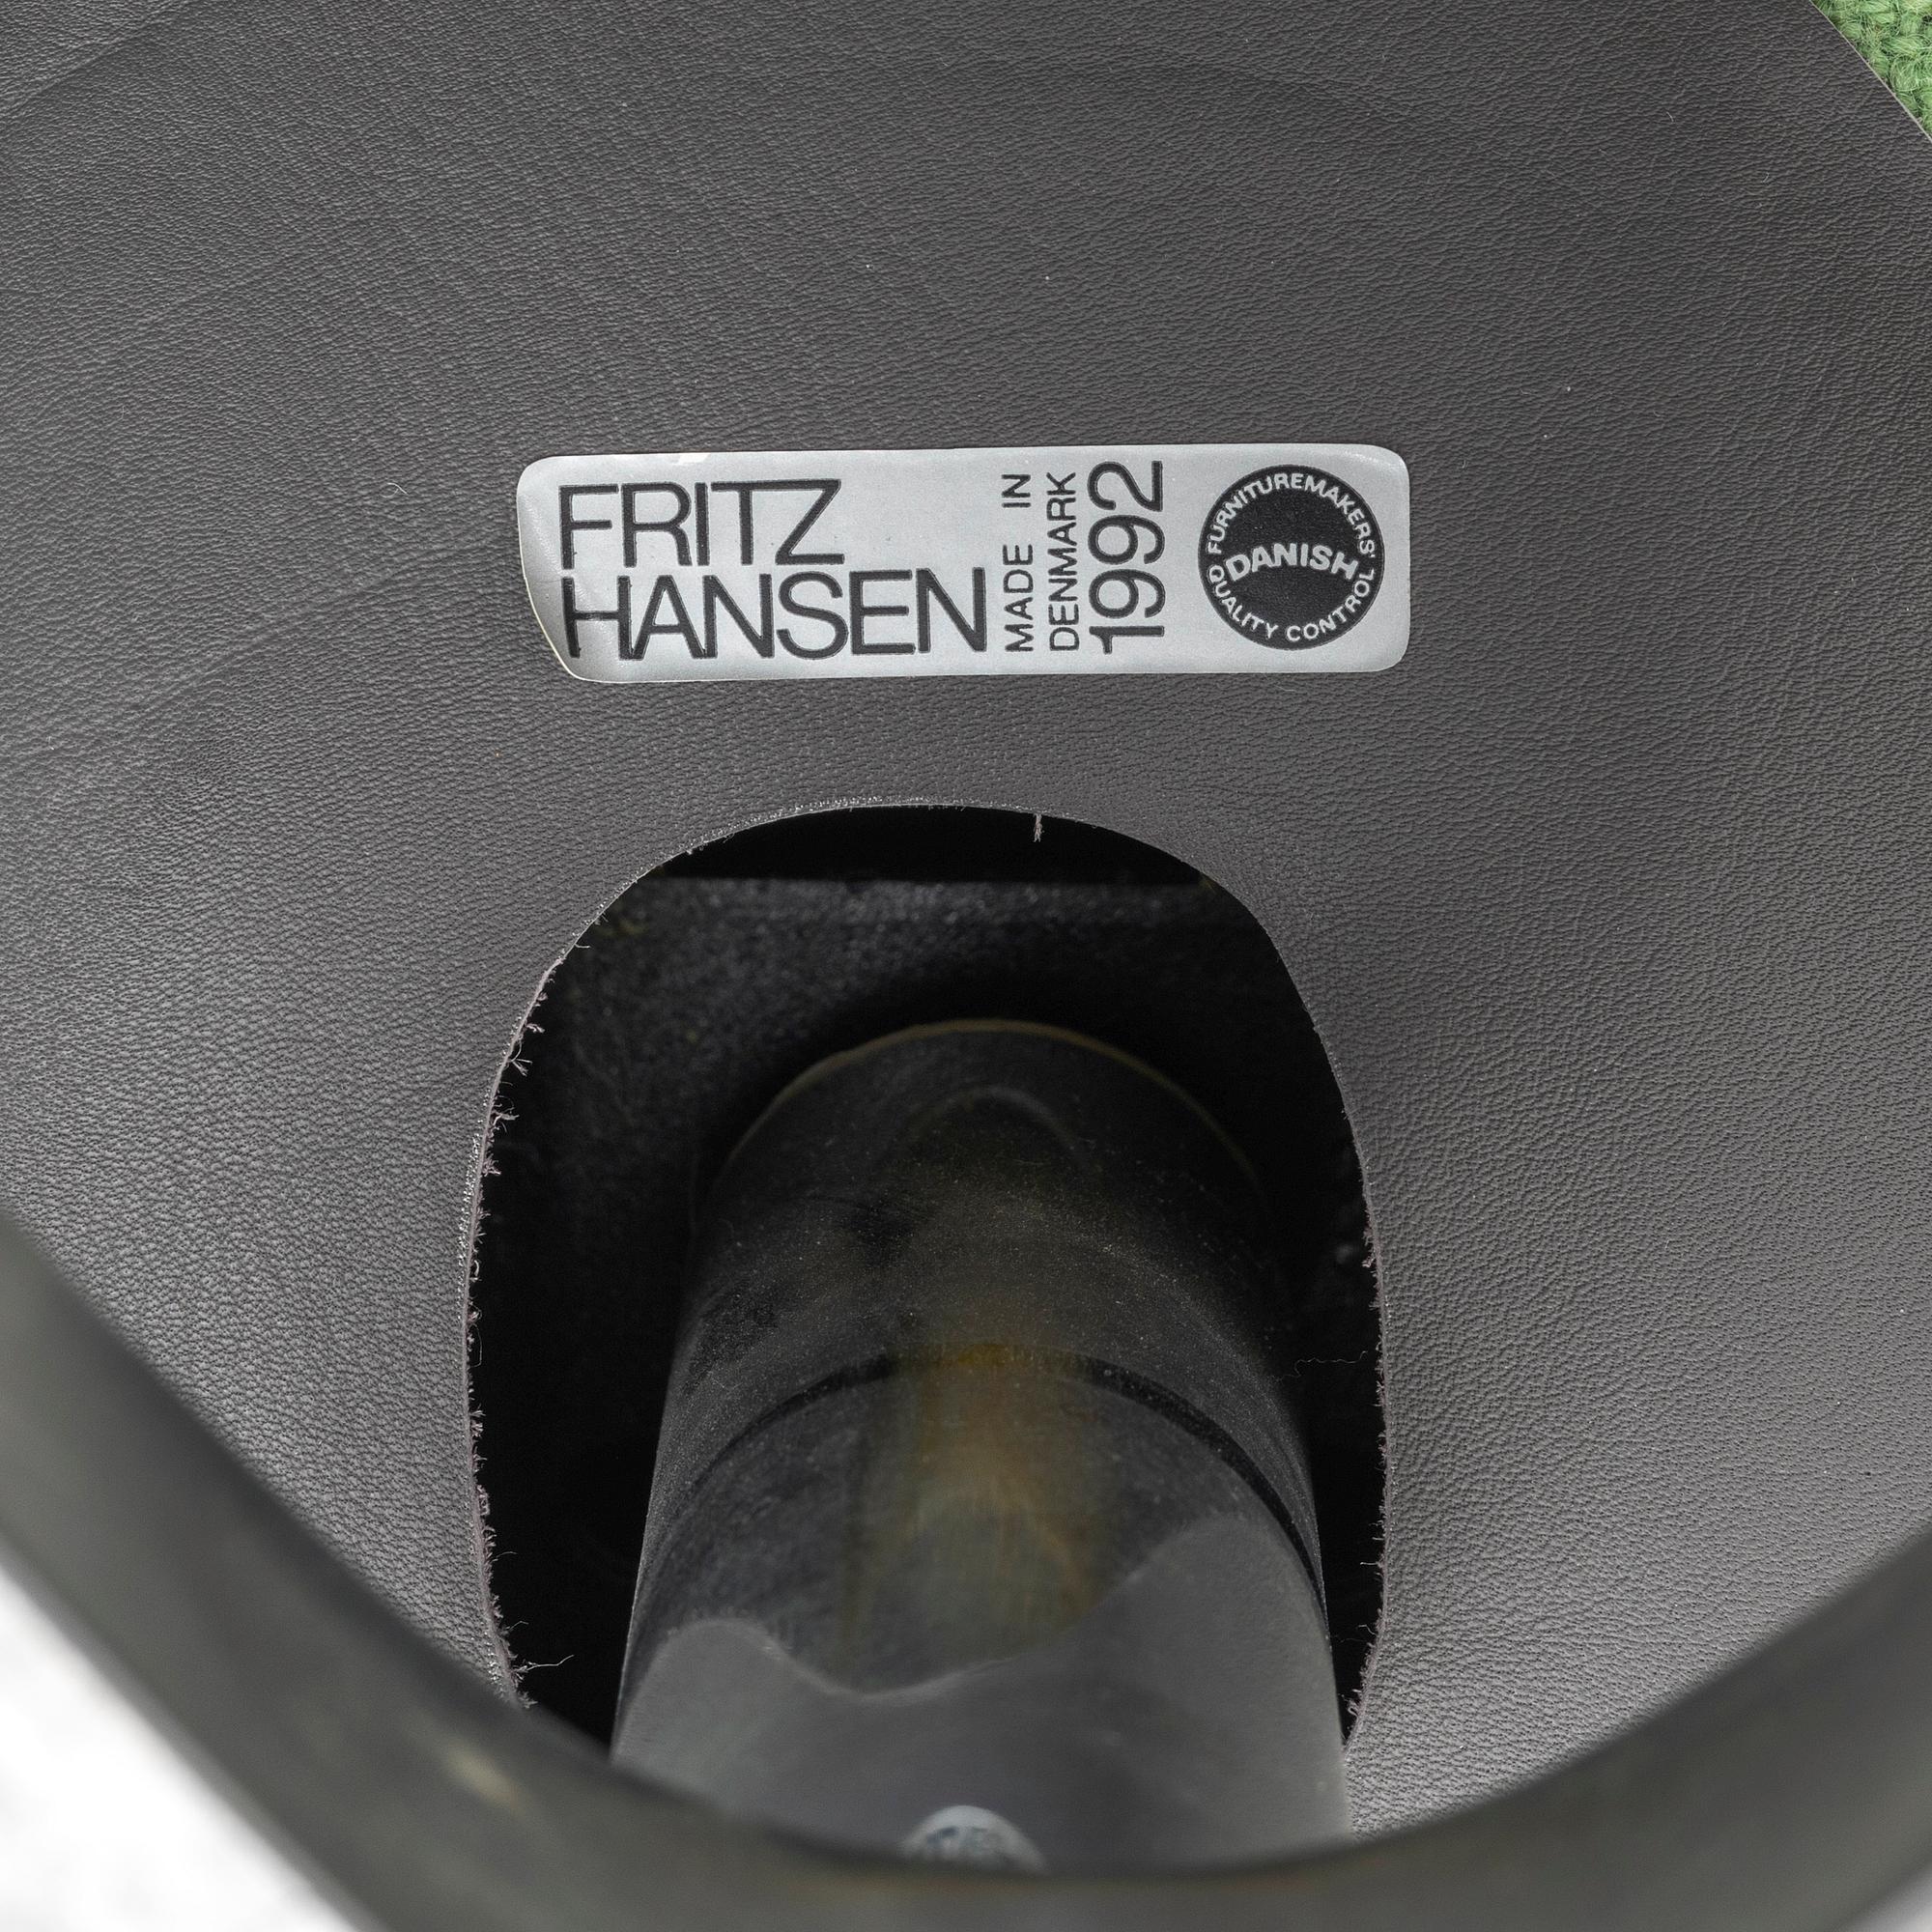 FRITZ
HANSEN
MADE IN
DENMARK
1992
FURNITUREMAKERS'
DANISH
QUALITY CONTROL